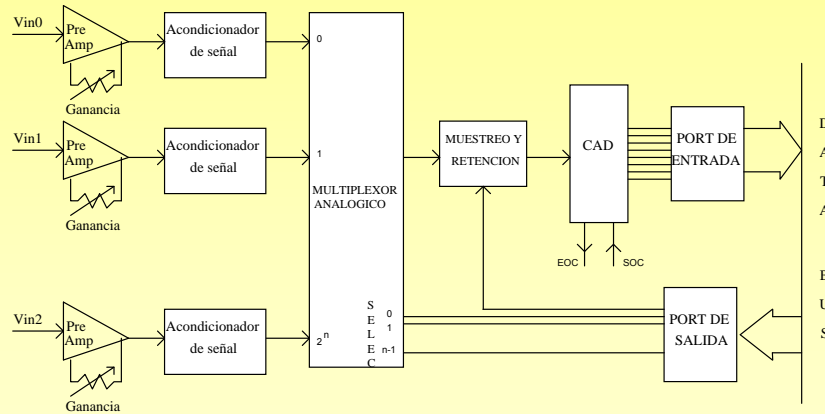 Vin0
Pre
Amp
Ganancia
Acondicionador
de señal
0
Vin1
Pre
Amp
Ganancia
Acondicionador
de señal
1
MULTIPLEXOR
ANALOGICO
Vin2
Pre
Amp
Ganancia
Acondicionador
de señal
2^n
S
E
L
E
E
C
0
1
n-1
MUESTREO Y
RETENCION
CAD
EOC
SOC
PORT DE
ENTRADA
PORT DE
SALIDA
D
A
T
A
B
U
S